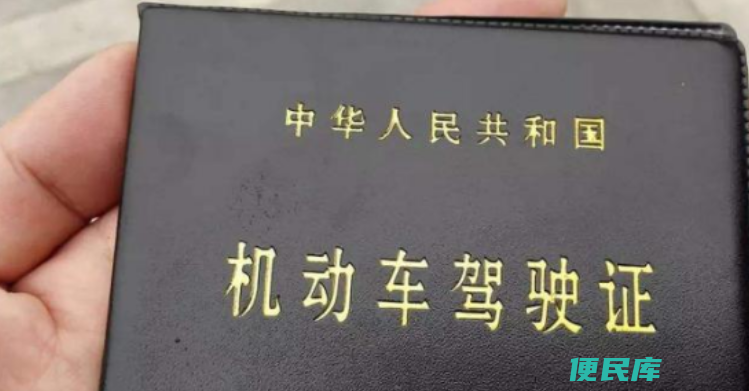 中华人民共和国
机动车驾驶证
便民库